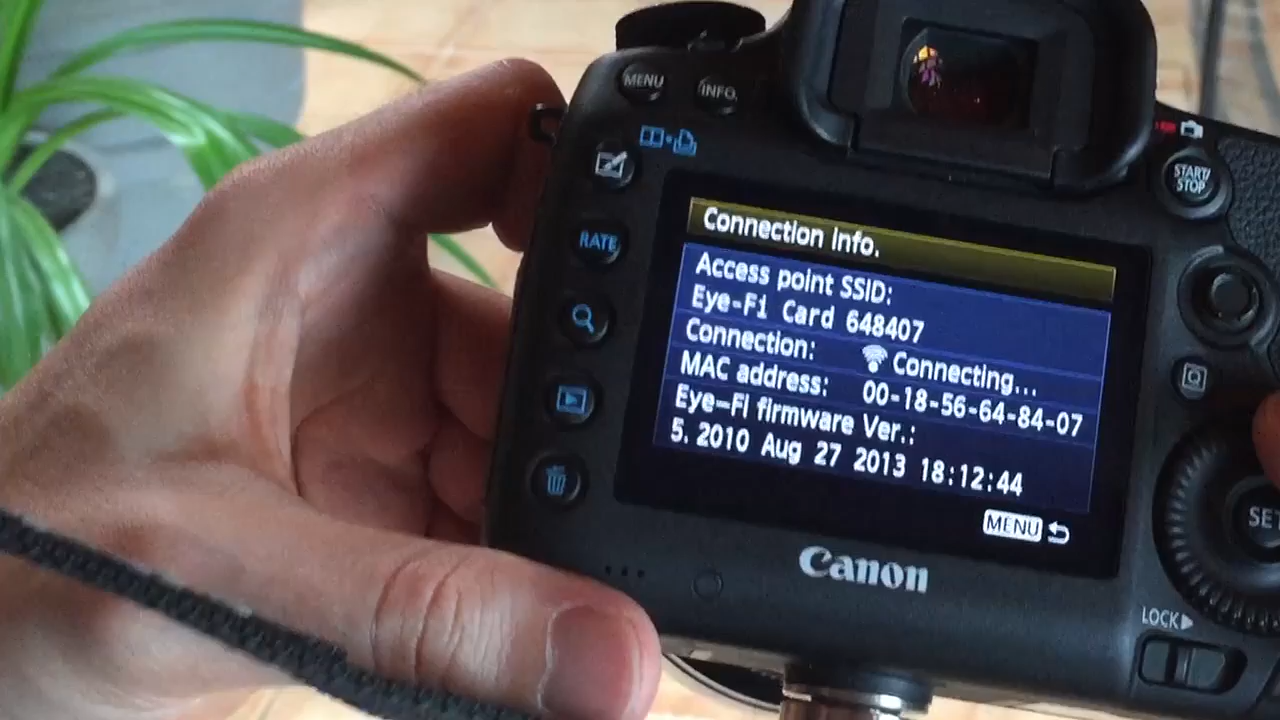 MENU
INFO.
START/
STOP
RATE
Connection info.
Access point SSID:
Eye-Fi Card 648407
Connection: Connecting...
MAC address: 00-18-56-64-84-07
Eye-Fi firmware Ver.:
5. 2010 Aug 27 2013 18:12:44
MENU
SET
Canon
LOCK